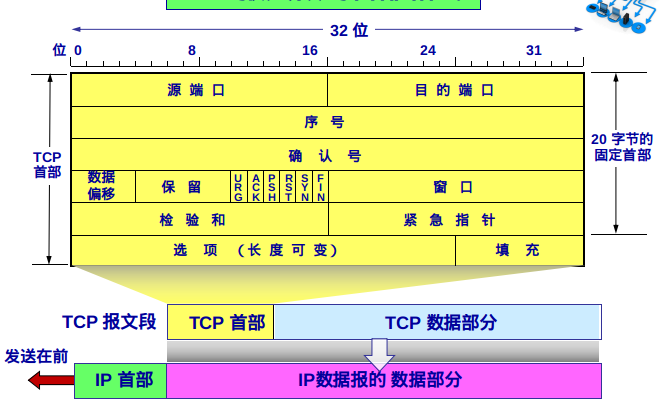 32 位
位 0 8 16 24 31
源 端 口 目 的 端 口
序 号
确 认 号
数据
偏移
保 留
URG
ACK
PSH
RST
SYN
FIN
窗 口
检 验 和 紧 急 指 针
选 项 （长 度 可 变） 填 充
TCP
首部
20 字节的
固定首部
TCP 报文段 TCP 首部 TCP 数据部分
发送在前
IP 首部 IP数据报的 数据部分